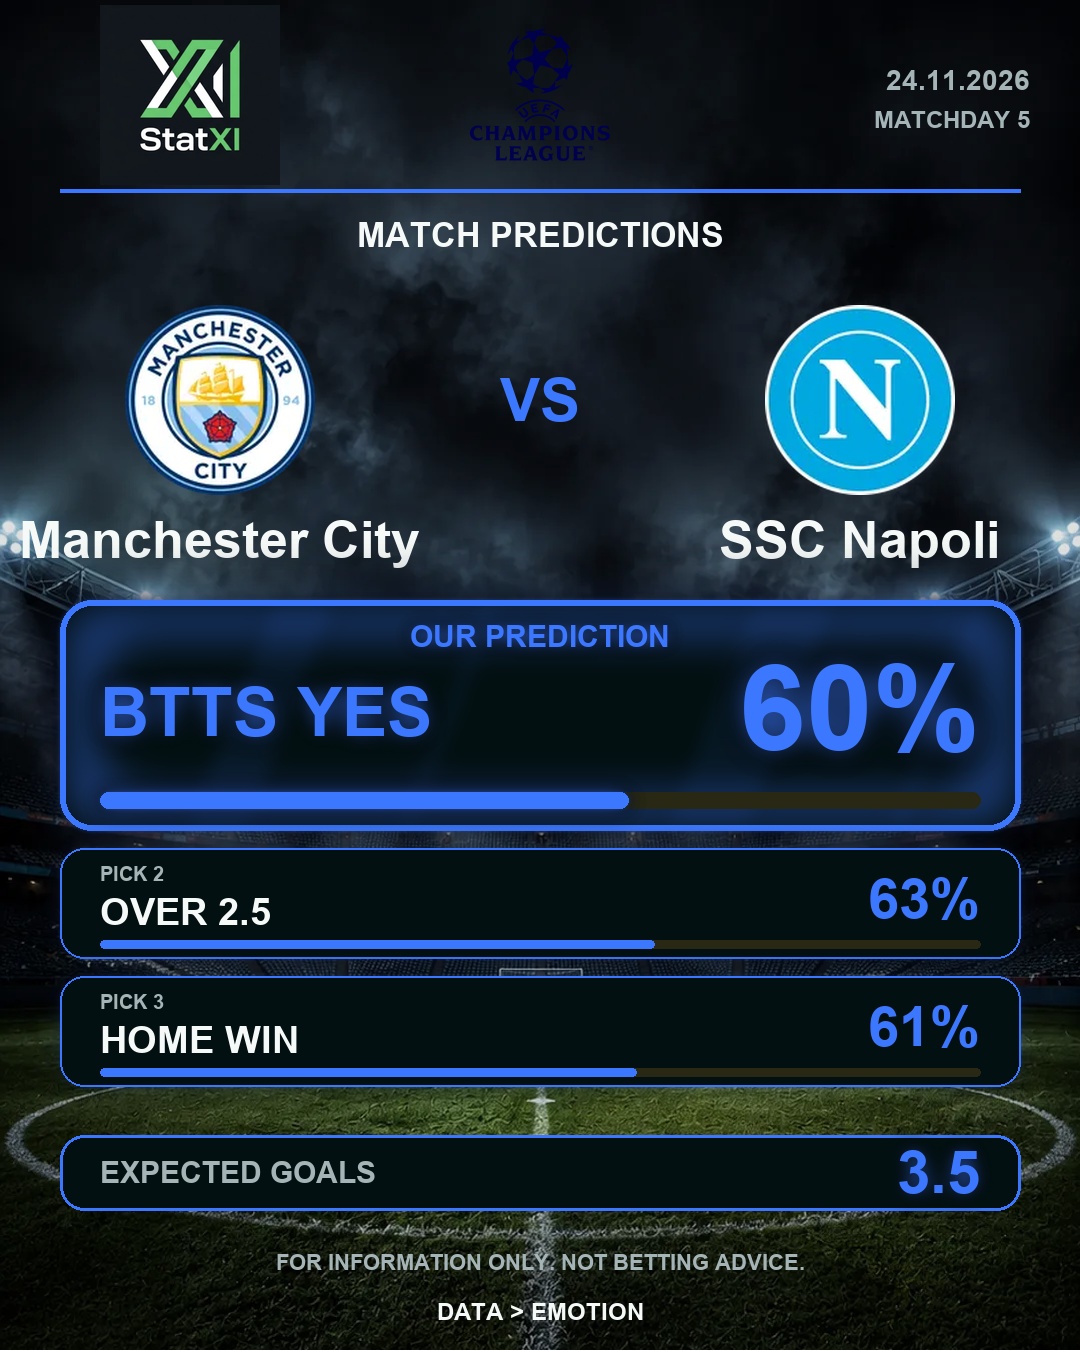 StatXI
UEFA
CHAMPIONS
LEAGUE
24.11.2026
MATCHDAY 5
MATCH PREDICTIONS
MANCHESTER
18 94
CITY
VS
N
Manchester City
SSC Napoli
OUR PREDICTION
BTTS YES
60%
PICK 2
OVER 2.5
63%
PICK 3
HOME WIN
61%
EXPECTED GOALS
3.5
FOR INFORMATION ONLY. NOT BETTING ADVICE.
DATA > EMOTION